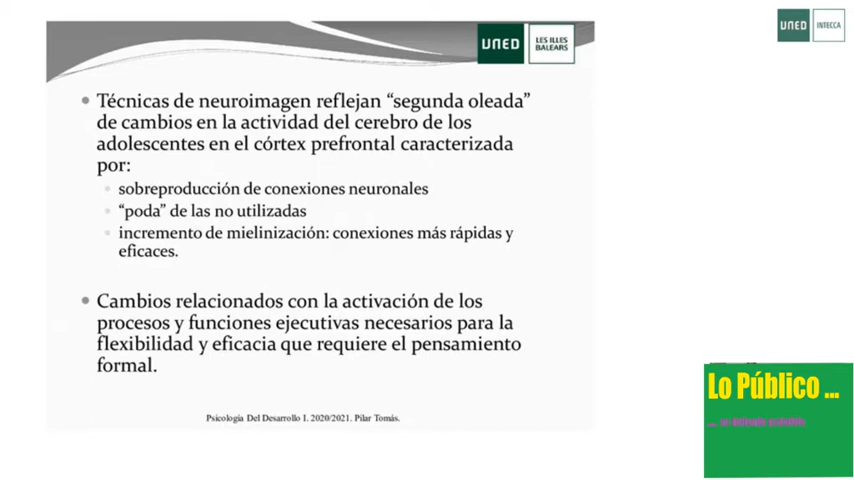 UNED
INTECCA
UNED
LES ILLES
BALEARS
Técnicas de neuroimagen reflejan “segunda oleada”
de cambios en la actividad del cerebro de los
adolescentes en el córtex prefrontal caracterizada
por:
sobreproducción de conexiones neuronales
“poda” de las no utilizadas
incremento de mielinización: conexiones más rápidas y
eficaces.
Cambios relacionados con la activación de los
procesos y funciones ejecutivas necesarios para la
flexibilidad y eficacia que requiere el pensamiento
formal.
Psicología Del Desarrollo I. 2020/2021. Pilar Tomás.
Lo Público ...